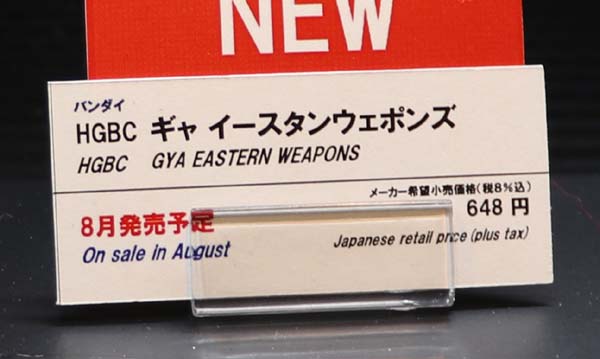 NEW
バンダイ
HGBC ギャ イースタンウェポンズ
HGBC GYA EASTERN WEAPONS
メーカー希望小売価格(税8%込)
648 円
8月発売予定
Japanese retail price (plus tax)
On sale in August